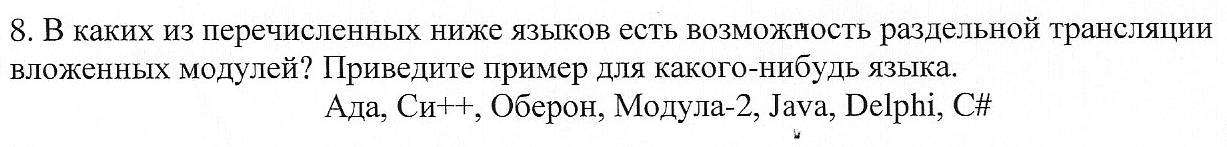 8. В каких из перечисленных ниже языков есть возможность раздельной трансляции
вложенных модулей? Приведите пример для какого-нибудь языка.
Ада, Си++, Оберон, Модула-2, Java, Delphi, C#